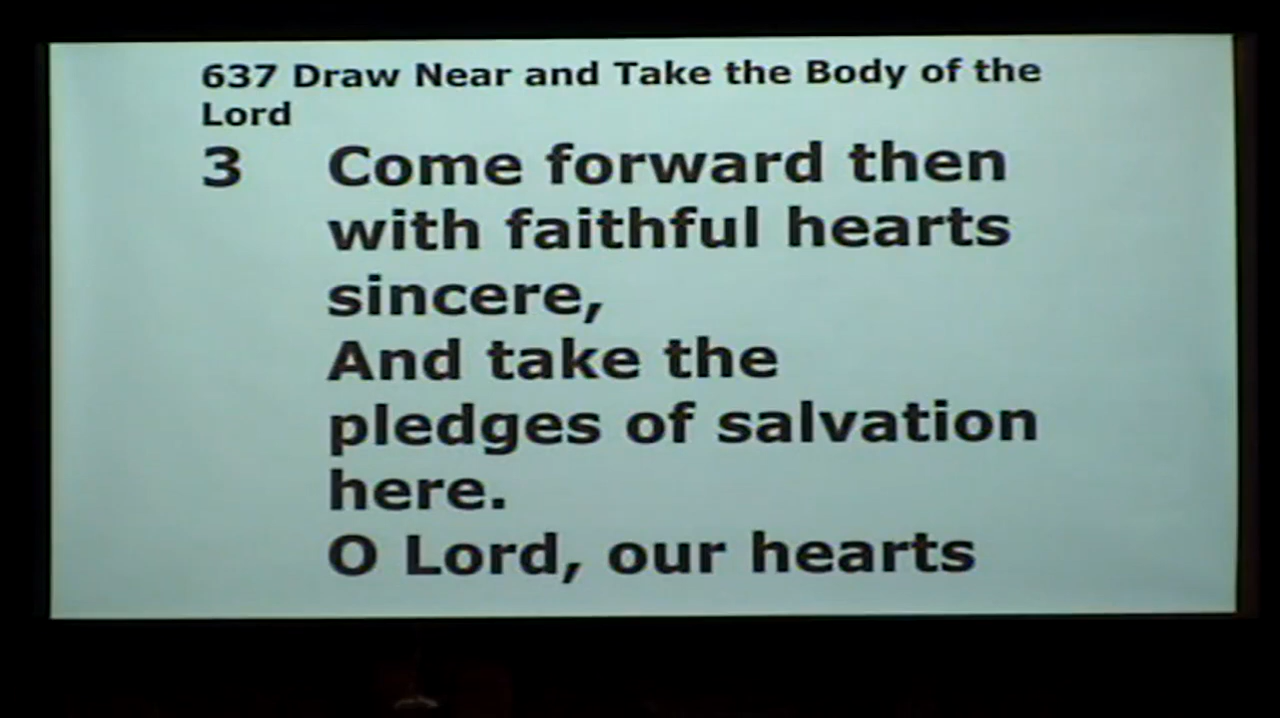 637 Draw Near and Take the Body of the
Lord
3 Come forward then
with faithful hearts
sincere,
And take the
pledges of salvation
here.
O Lord, our hearts